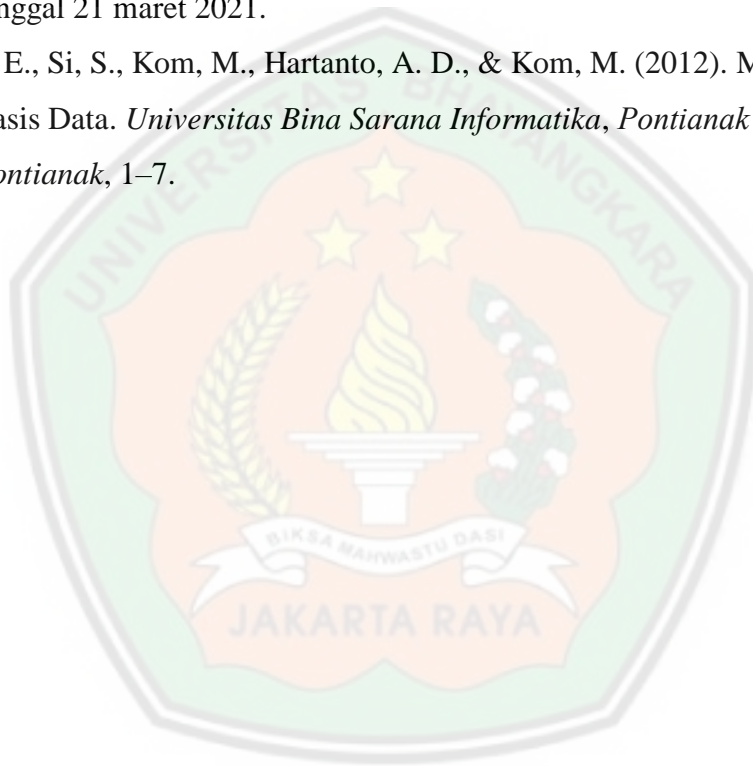 nggal 21 maret 2021.
E., Si, S., Kom, M., Hartanto, A. D., & Kom, M. (2012). M
asis Data. Universitas Bina Sarana Informatika, Pontianak
ontianak, 1–7.
UNIVERSITAS BHAYANGKARA
BIKSA MAHWASTU DASI
JAKARTA RAYA